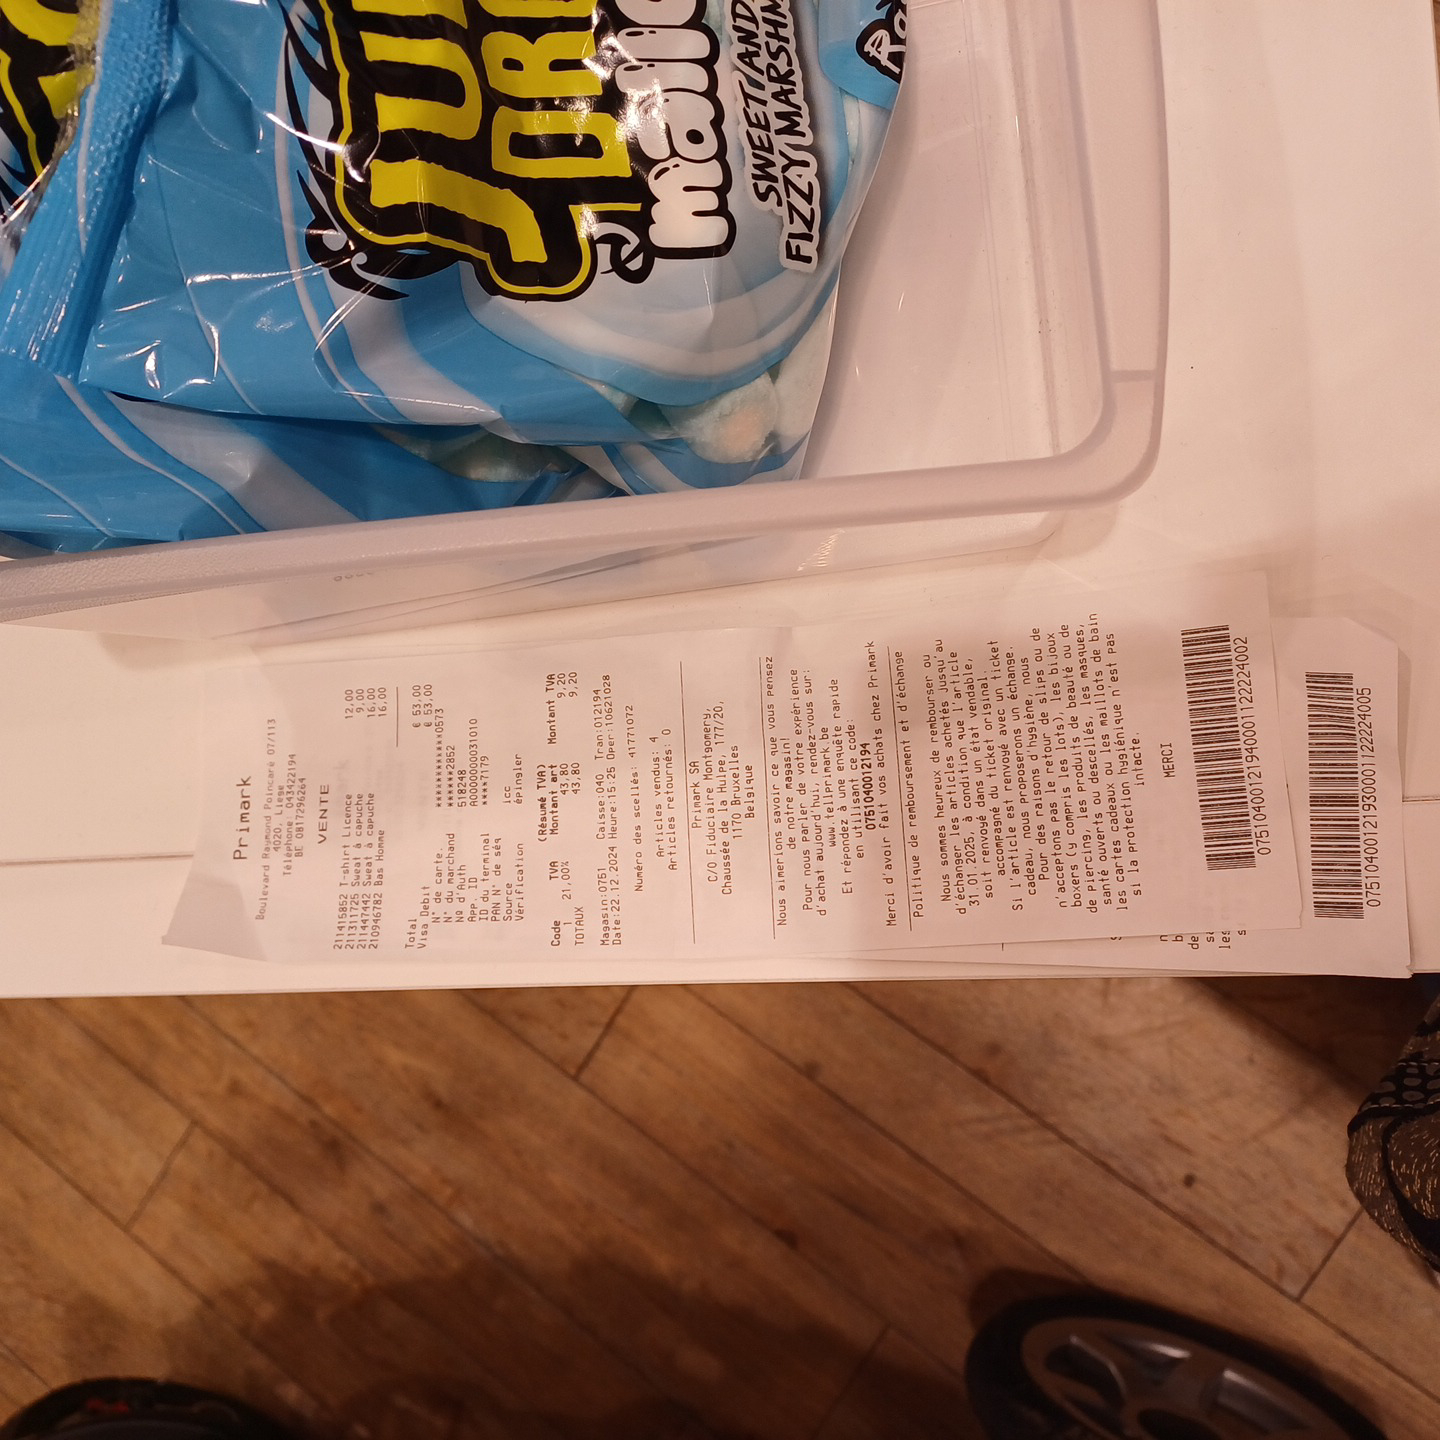 SWEET AND
FIZZY MARSHM
Primark
Boulevard Raymond Poincaré 07/13
4020, Liège
Téléphone 043422194
BE 0817296264
VENTE
211415852 T-shirt Licence 12,00
211311725 Sweat à capuche 9,00
211447442 Sweat à capuche 16,00
210946782 Bas Homme 16,00
Total € 53,00
Visa Debit € 53,00
N° de carte. ************0573
N° du marchand ******2852
Nº d'Auth 518248
App. ID A0000000031010
ID du terminal ****7179
PAN N° de séq
Source icc
Vérification épingler
(Résumé TVA)
Code TVA Montant art Montant TVA
1 21,00% 43,80 9,20
TOTAUX 43,80 9,20
Magasin:0751 Caisse:040 Tran:012194
Date:22.12.2024 Heure:15:25 Oper:10621028
Numéro des scellés: 41771072
Articles vendus: 4
Articles retournés: 0
Primark SA
C/O Fiduciaire Montgomery,
Chaussée de la Hulpe, 177/20,
1170 Bruxelles
Belgique
Nous aimerions savoir ce que vous pensez
de notre magasin!
Pour nous parler de votre expérience
d'achat aujourd'hui, rendez-vous sur:
www.tellprimark.be
Et répondez à une enquête rapide
en utilisant ce code:
0751040012194
Merci d'avoir fait vos achats chez Primark
Politique de remboursement et d'échange
Nous sommes heureux de rembourser ou
d'échanger les articles achetés jusqu'au
31.01.2025, à condition que l'article
soit renvoyé dans un état vendable,
accompagné du ticket original.
Si l'article est renvoyé avec un ticket
cadeau, nous proposerons un échange.
Pour des raisons d'hygiène, nous
n'acceptons pas le retour de slips ou de
boxers (y compris les lots), les bijoux
de piercing, les produits de beauté ou de
santé ouverts ou descellés, les masques,
les cartes cadeaux ou les maillots de bain
si la protection hygiénique n'est pas
intacte.
MERCI
07510400121940001122224002
de
les
07510400121930001122224005